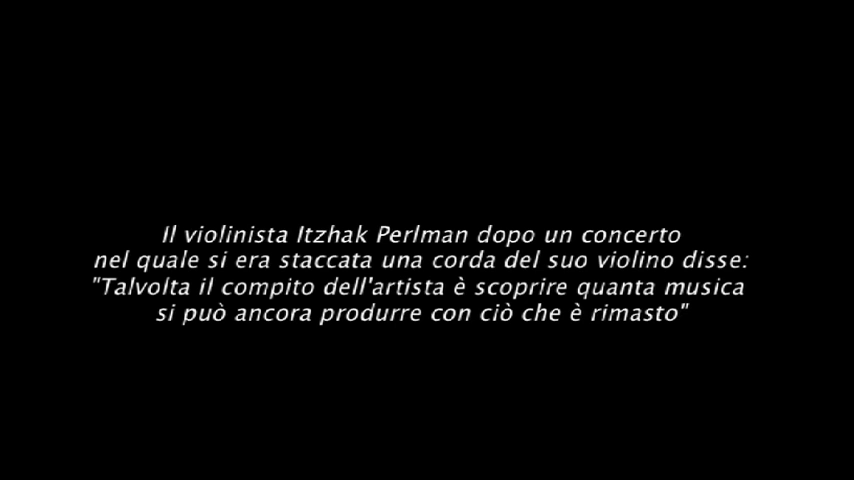 Il violinista Itzhak Perlman dopo un concerto
nel quale si era staccata una corda del suo violino disse:
"Talvolta il compito dell'artista è scoprire quanta musica
si può ancora produrre con ciò che è rimasto"